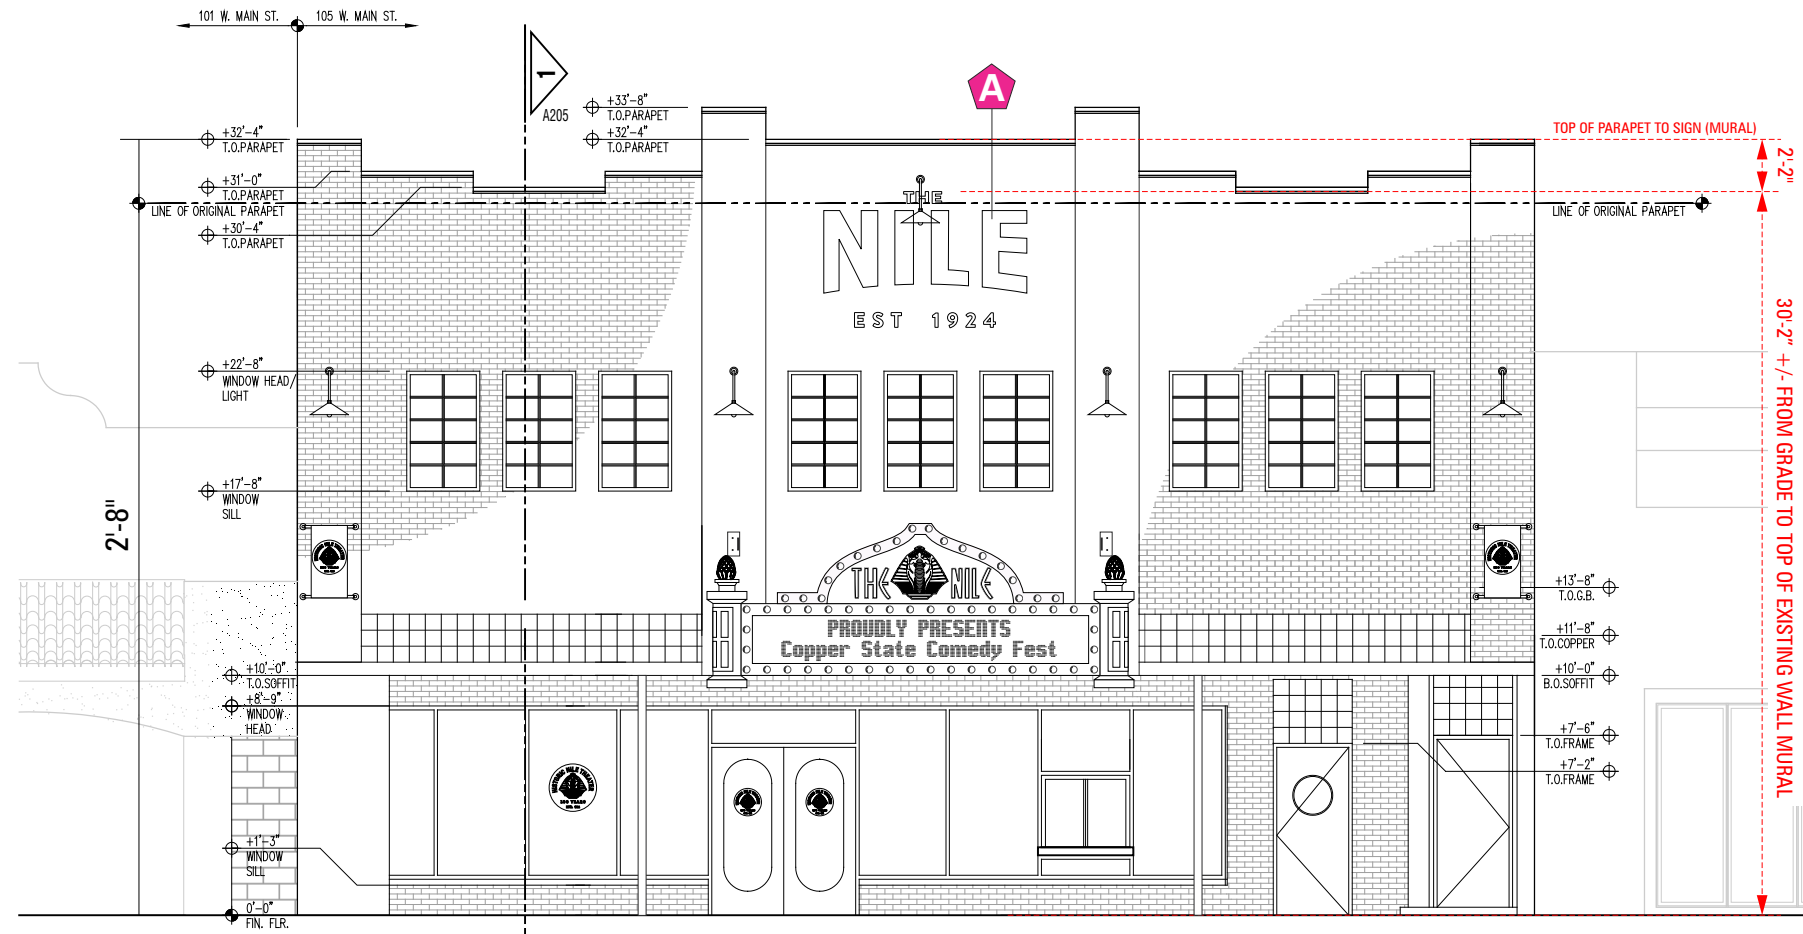 101 W. MAIN ST.
105 W. MAIN ST.
1
A205
A
+33'-8"
T.O.PARAPET
+32'-4"
T.O.PARAPET
+32'-4"
T.O.PARAPET
+31'-0"
T.O.PARAPET
LINE OF ORIGINAL PARAPET
+30'-4"
T.O.PARAPET
TOP OF PARAPET TO SIGN (MURAL)
2'-2"
LINE OF ORIGINAL PARAPET
THE
NILE
EST 1924
30'-2" +/- FROM GRADE TO TOP OF EXISTING WALL MURAL
+22'-8"
WINDOW HEAD/
LIGHT
+17'-8"
WINDOW
SILL
2'-8"
THE NILE
PROUDLY PRESENTS
Copper State Comedy Fest
+13'-8"
T.O.G.B.
+11'-8"
T.O.COPPER
+10'-0"
B.O.SOFFIT
+10'-0"
T.O.SOFFIT
+8'-9"
WINDOW
HEAD
+7'-6"
T.O.FRAME
+7'-2"
T.O.FRAME
HISTORIC NILE THEATER
100 YEARS
+1'-3"
WINDOW
SILL
0'-0"
FIN. FLR.